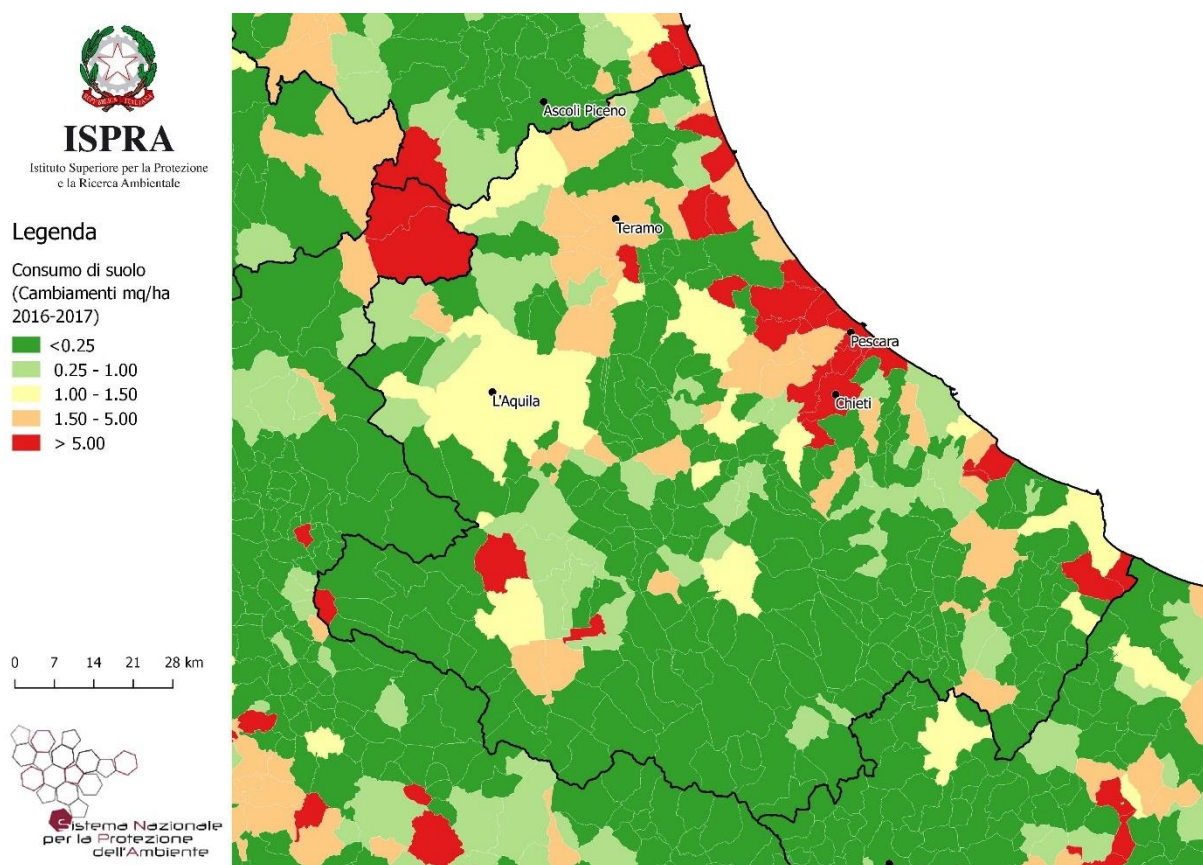 REPVBBLICA ITALIANA
ISPRA
Istituto Superiore per la Protezione
e la Ricerca Ambientale
Legenda
Consumo di suolo
(Cambiamenti mq/ha
2016-2017)
<0.25
0.25 - 1.00
1.00 - 1.50
1.50 - 5.00
> 5.00
0 7 14 21 28 km
Sistema Nazionale
per la Protezione
dell'Ambiente
Ascoli Piceno
Teramo
Pescara
L'Aquila
Chieti